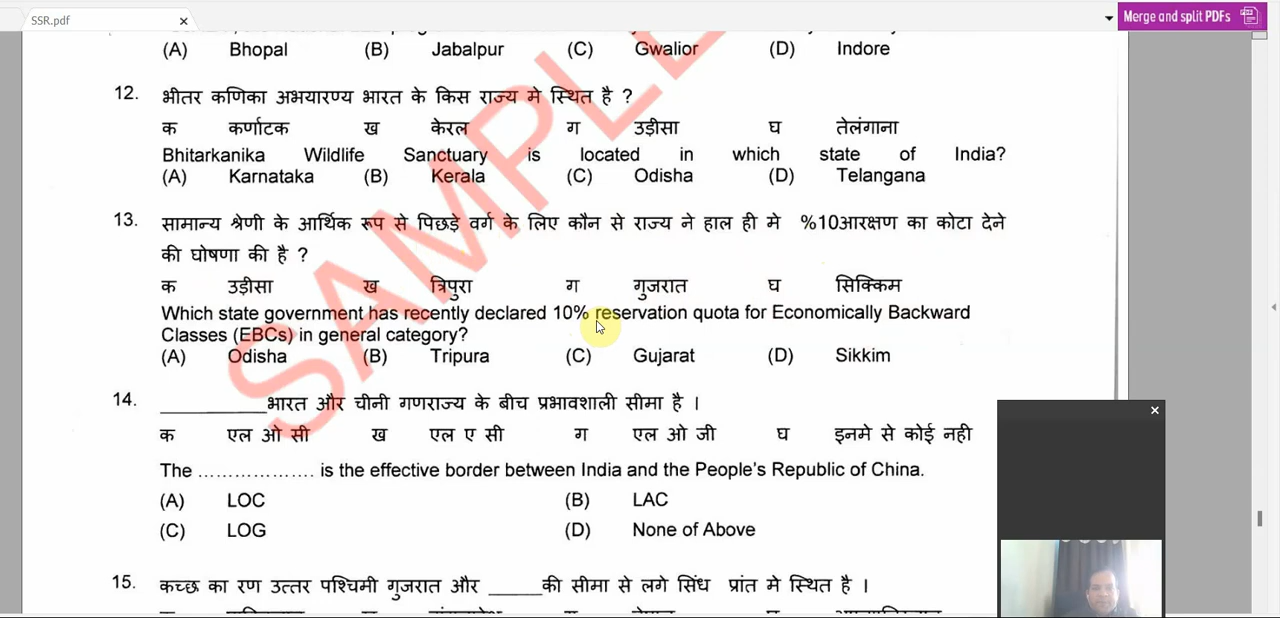 SSR.pdf
Merge and split PDFs
(A) Bhopal (B) Jabalpur (C) Gwalior (D) Indore
12. भीतर कणिका अभयारण्य भारत के किस राज्य मे स्थित है ?
क कर्णाटक ख केरल ग उड़ीसा घ तेलंगाना
Bhitarkanika Wildlife Sanctuary is located in which state of India?
(A) Karnataka (B) Kerala (C) Odisha (D) Telangana
13. सामान्य श्रेणी के आर्थिक रूप से पिछड़े वर्ग के लिए कौन से राज्य ने हाल ही मे %10आरक्षण का कोटा देने
की घोषणा की है ?
क उड़ीसा ख त्रिपुरा ग गुजरात घ सिक्किम
Which state government has recently declared 10% reservation quota for Economically Backward
Classes (EBCs) in general category?
(A) Odisha (B) Tripura (C) Gujarat (D) Sikkim
14. __________भारत और चीनी गणराज्य के बीच प्रभावशाली सीमा है ।
क एल ओ सी ख एल ए सी ग एल ओ जी घ इनमे से कोई नही
The ………………. is the effective border between India and the People's Republic of China.
(A) LOC (B) LAC
(C) LOG (D) None of Above
15. कच्छ का रण उत्तर पश्चिमी गुजरात और _____की सीमा से लगे सिंध प्रांत मे स्थित है ।
SAMPLE